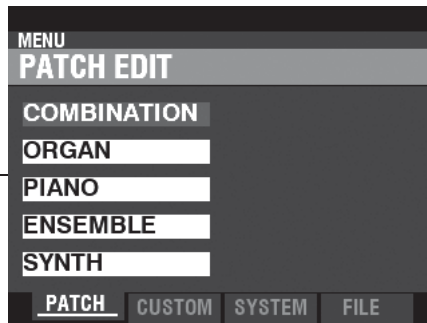 MENU
PATCH EDIT
COMBINATION
ORGAN
PIANO
ENSEMBLE
SYNTH
PATCH CUSTOM SYSTEM FILE